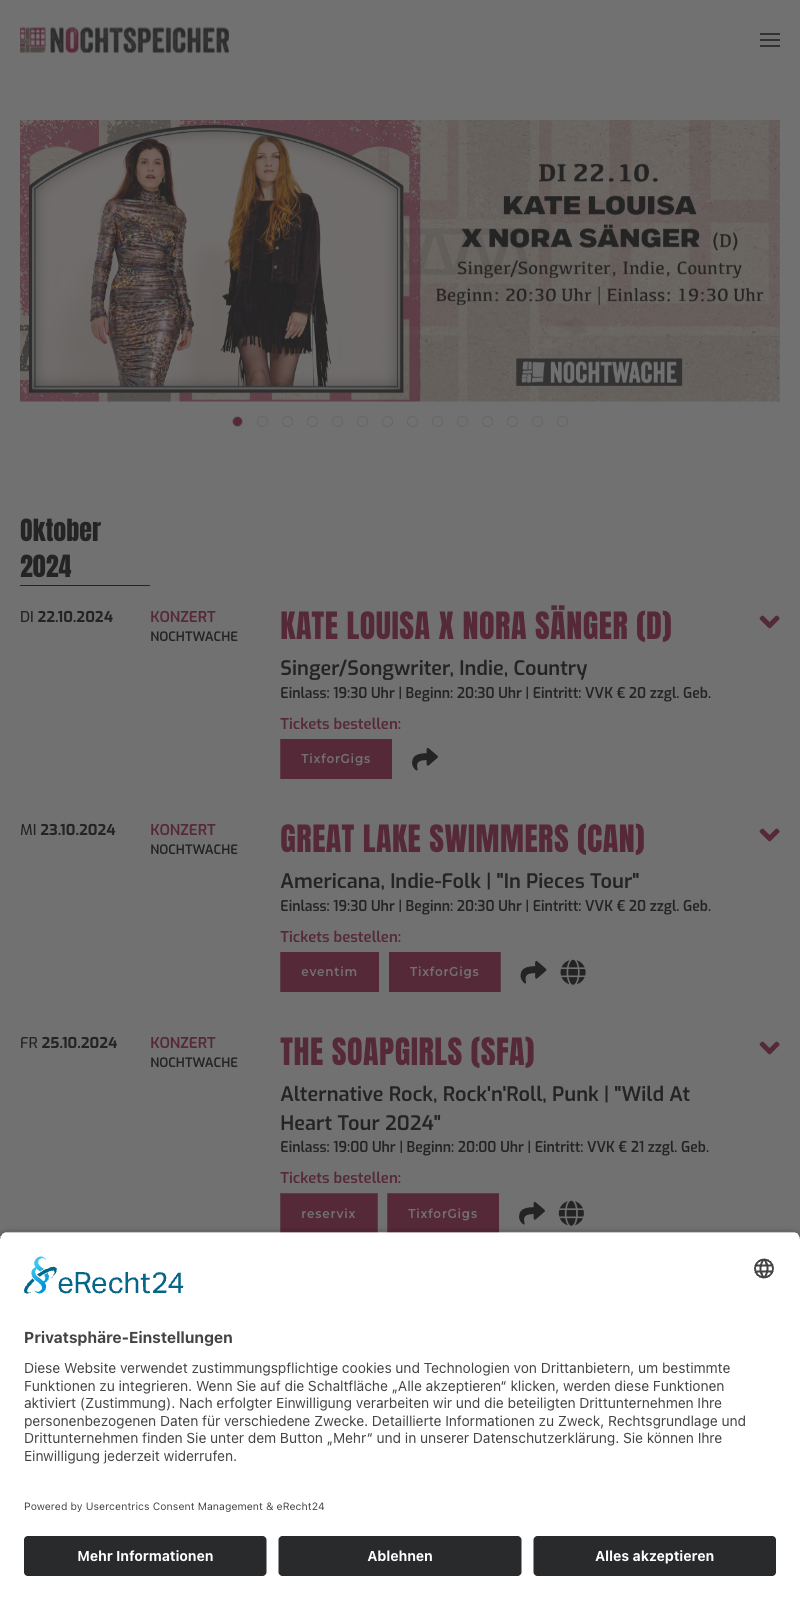 NOCHTSPEICHER
DI 22.10.
KATE LOUISA
X NORA SÄNGER (D)
Singer/Songwriter, Indie, Country
Beginn: 20:30 Uhr | Einlass: 19:30 Uhr
NOCHTWACHE
Oktober
2024
DI 22.10.2024
KONZERT
NOCHTWACHE
KATE LOUISA X NORA SÄNGER (D)
Singer/Songwriter, Indie, Country
Einlass: 19:30 Uhr | Beginn: 20:30 Uhr | Eintritt: VVK € 20 zzgl. Geb.
Tickets bestellen:
TixforGigs
MI 23.10.2024
KONZERT
NOCHTWACHE
GREAT LAKE SWIMMERS (CAN)
Americana, Indie-Folk | "In Pieces Tour"
Einlass: 19:30 Uhr | Beginn: 20:30 Uhr | Eintritt: VVK € 20 zzgl. Geb.
Tickets bestellen:
eventim TixforGigs
FR 25.10.2024
KONZERT
NOCHTWACHE
THE SOAPGIRLS (SFA)
Alternative Rock, Rock'n'Roll, Punk | "Wild At
Heart Tour 2024"
Einlass: 19:00 Uhr | Beginn: 20:00 Uhr | Eintritt: VVK € 21 zzgl. Geb.
Tickets bestellen:
reservix TixforGigs
eRecht24
Privatsphäre-Einstellungen
Diese Website verwendet zustimmungspflichtige cookies und Technologien von Drittanbietern, um bestimmte
Funktionen zu integrieren. Wenn Sie auf die Schaltfläche „Alle akzeptieren“ klicken, werden diese Funktionen
aktiviert (Zustimmung). Nach erfolgter Einwilligung verarbeiten wir und die beteiligten Drittunternehmen Ihre
personenbezogenen Daten für verschiedene Zwecke. Detaillierte Informationen zu Zweck, Rechtsgrundlage und
Drittunternehmen finden Sie unter dem Button „Mehr“ und in unserer Datenschutzerklärung. Sie können Ihre
Einwilligung jederzeit widerrufen.
Powered by Usercentrics Consent Management & eRecht24
Mehr Informationen Ablehnen Alles akzeptieren